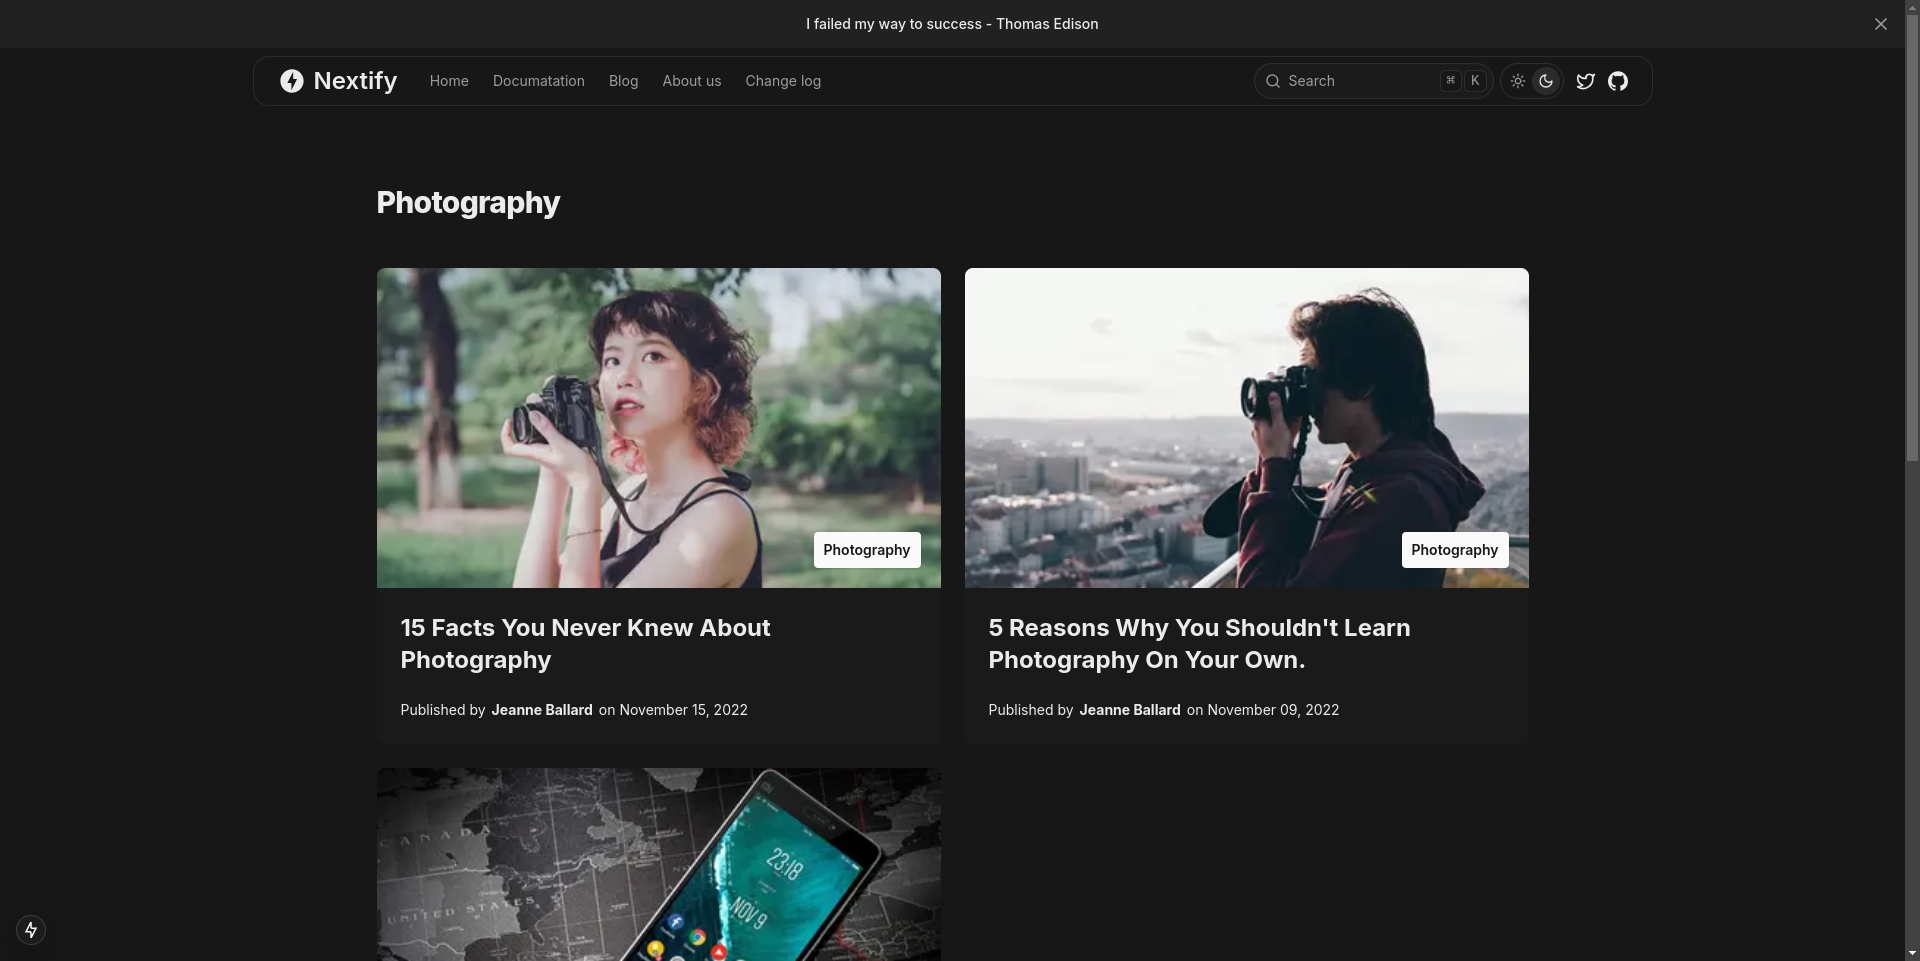 I failed my way to success - Thomas Edison
Nextify
Home
Documatation
Blog
About us
Change log
Search
⌘ K
Photography
Photography
Photography
15 Facts You Never Knew About
Photography
5 Reasons Why You Shouldn't Learn
Photography On Your Own.
Published by Jeanne Ballard on November 15, 2022
Published by Jeanne Ballard on November 09, 2022
CANADA
UNITED STATES
23:18
NOV 9